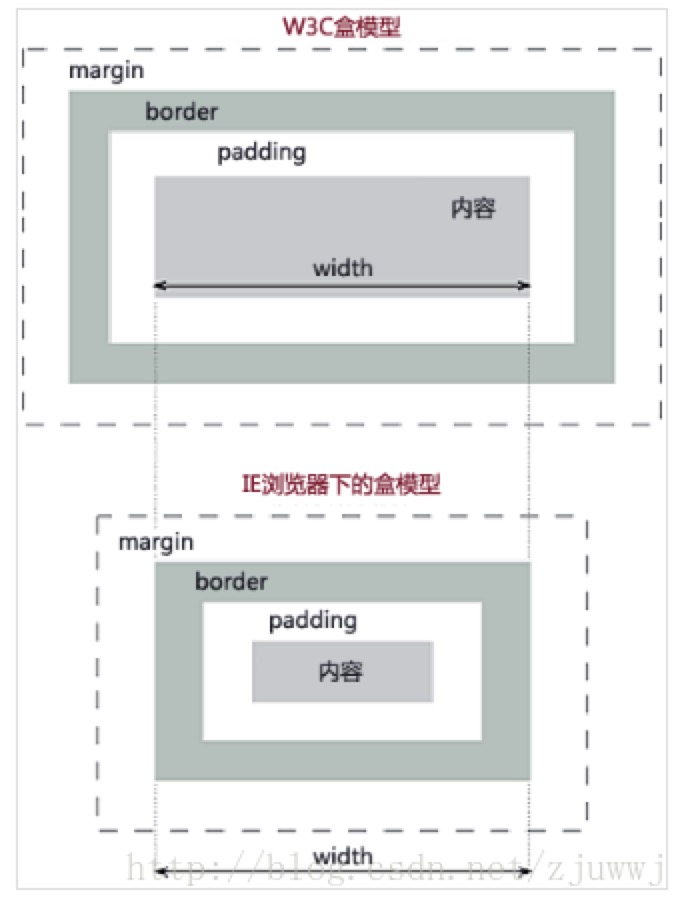 W3C盒模型
margin
border
padding
内容
width
IE浏览器下的盒模型
margin
border
padding
内容
width
http://blog.csdn.net/zjuwwj